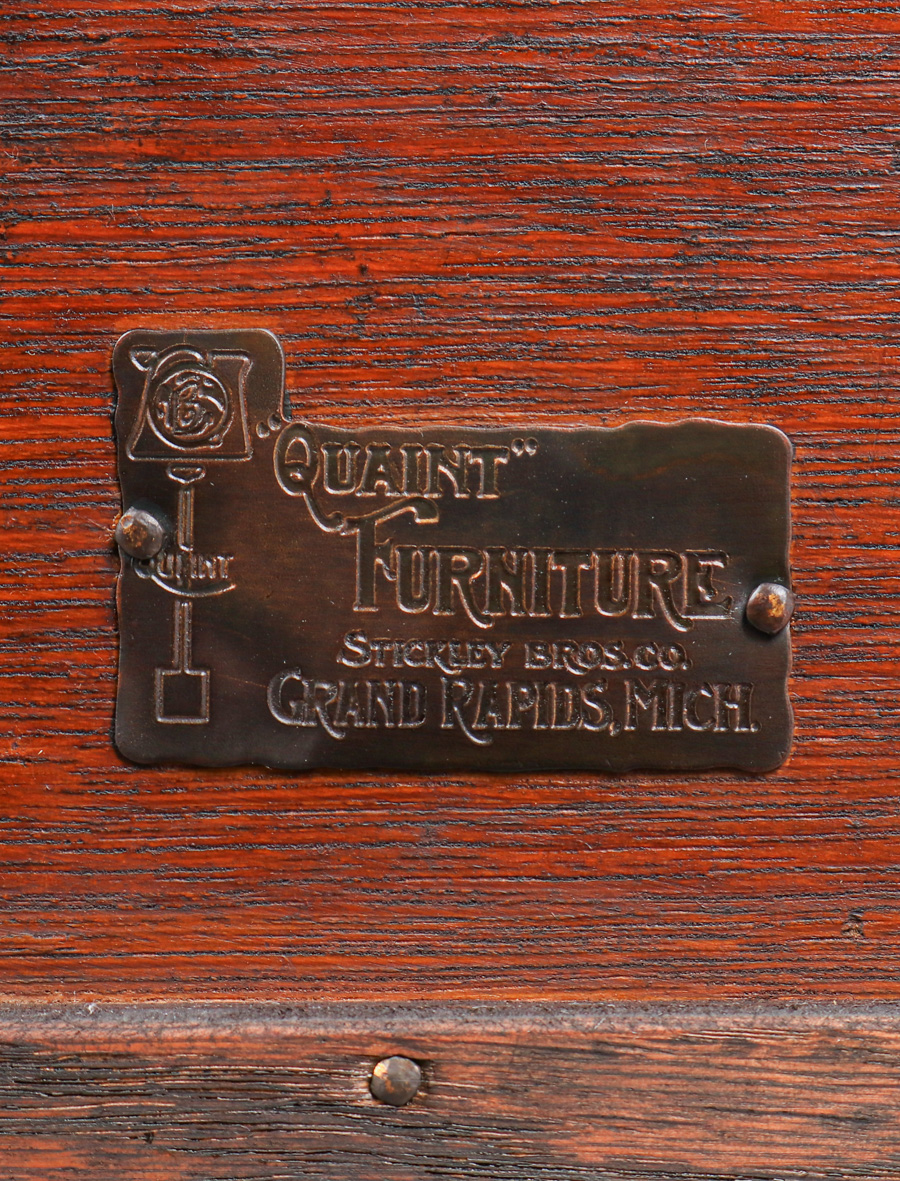 "QUAINT"
FURNITURE
STICKLEY BROS. CO.
GRAND RAPIDS, MICH.
QUAINT